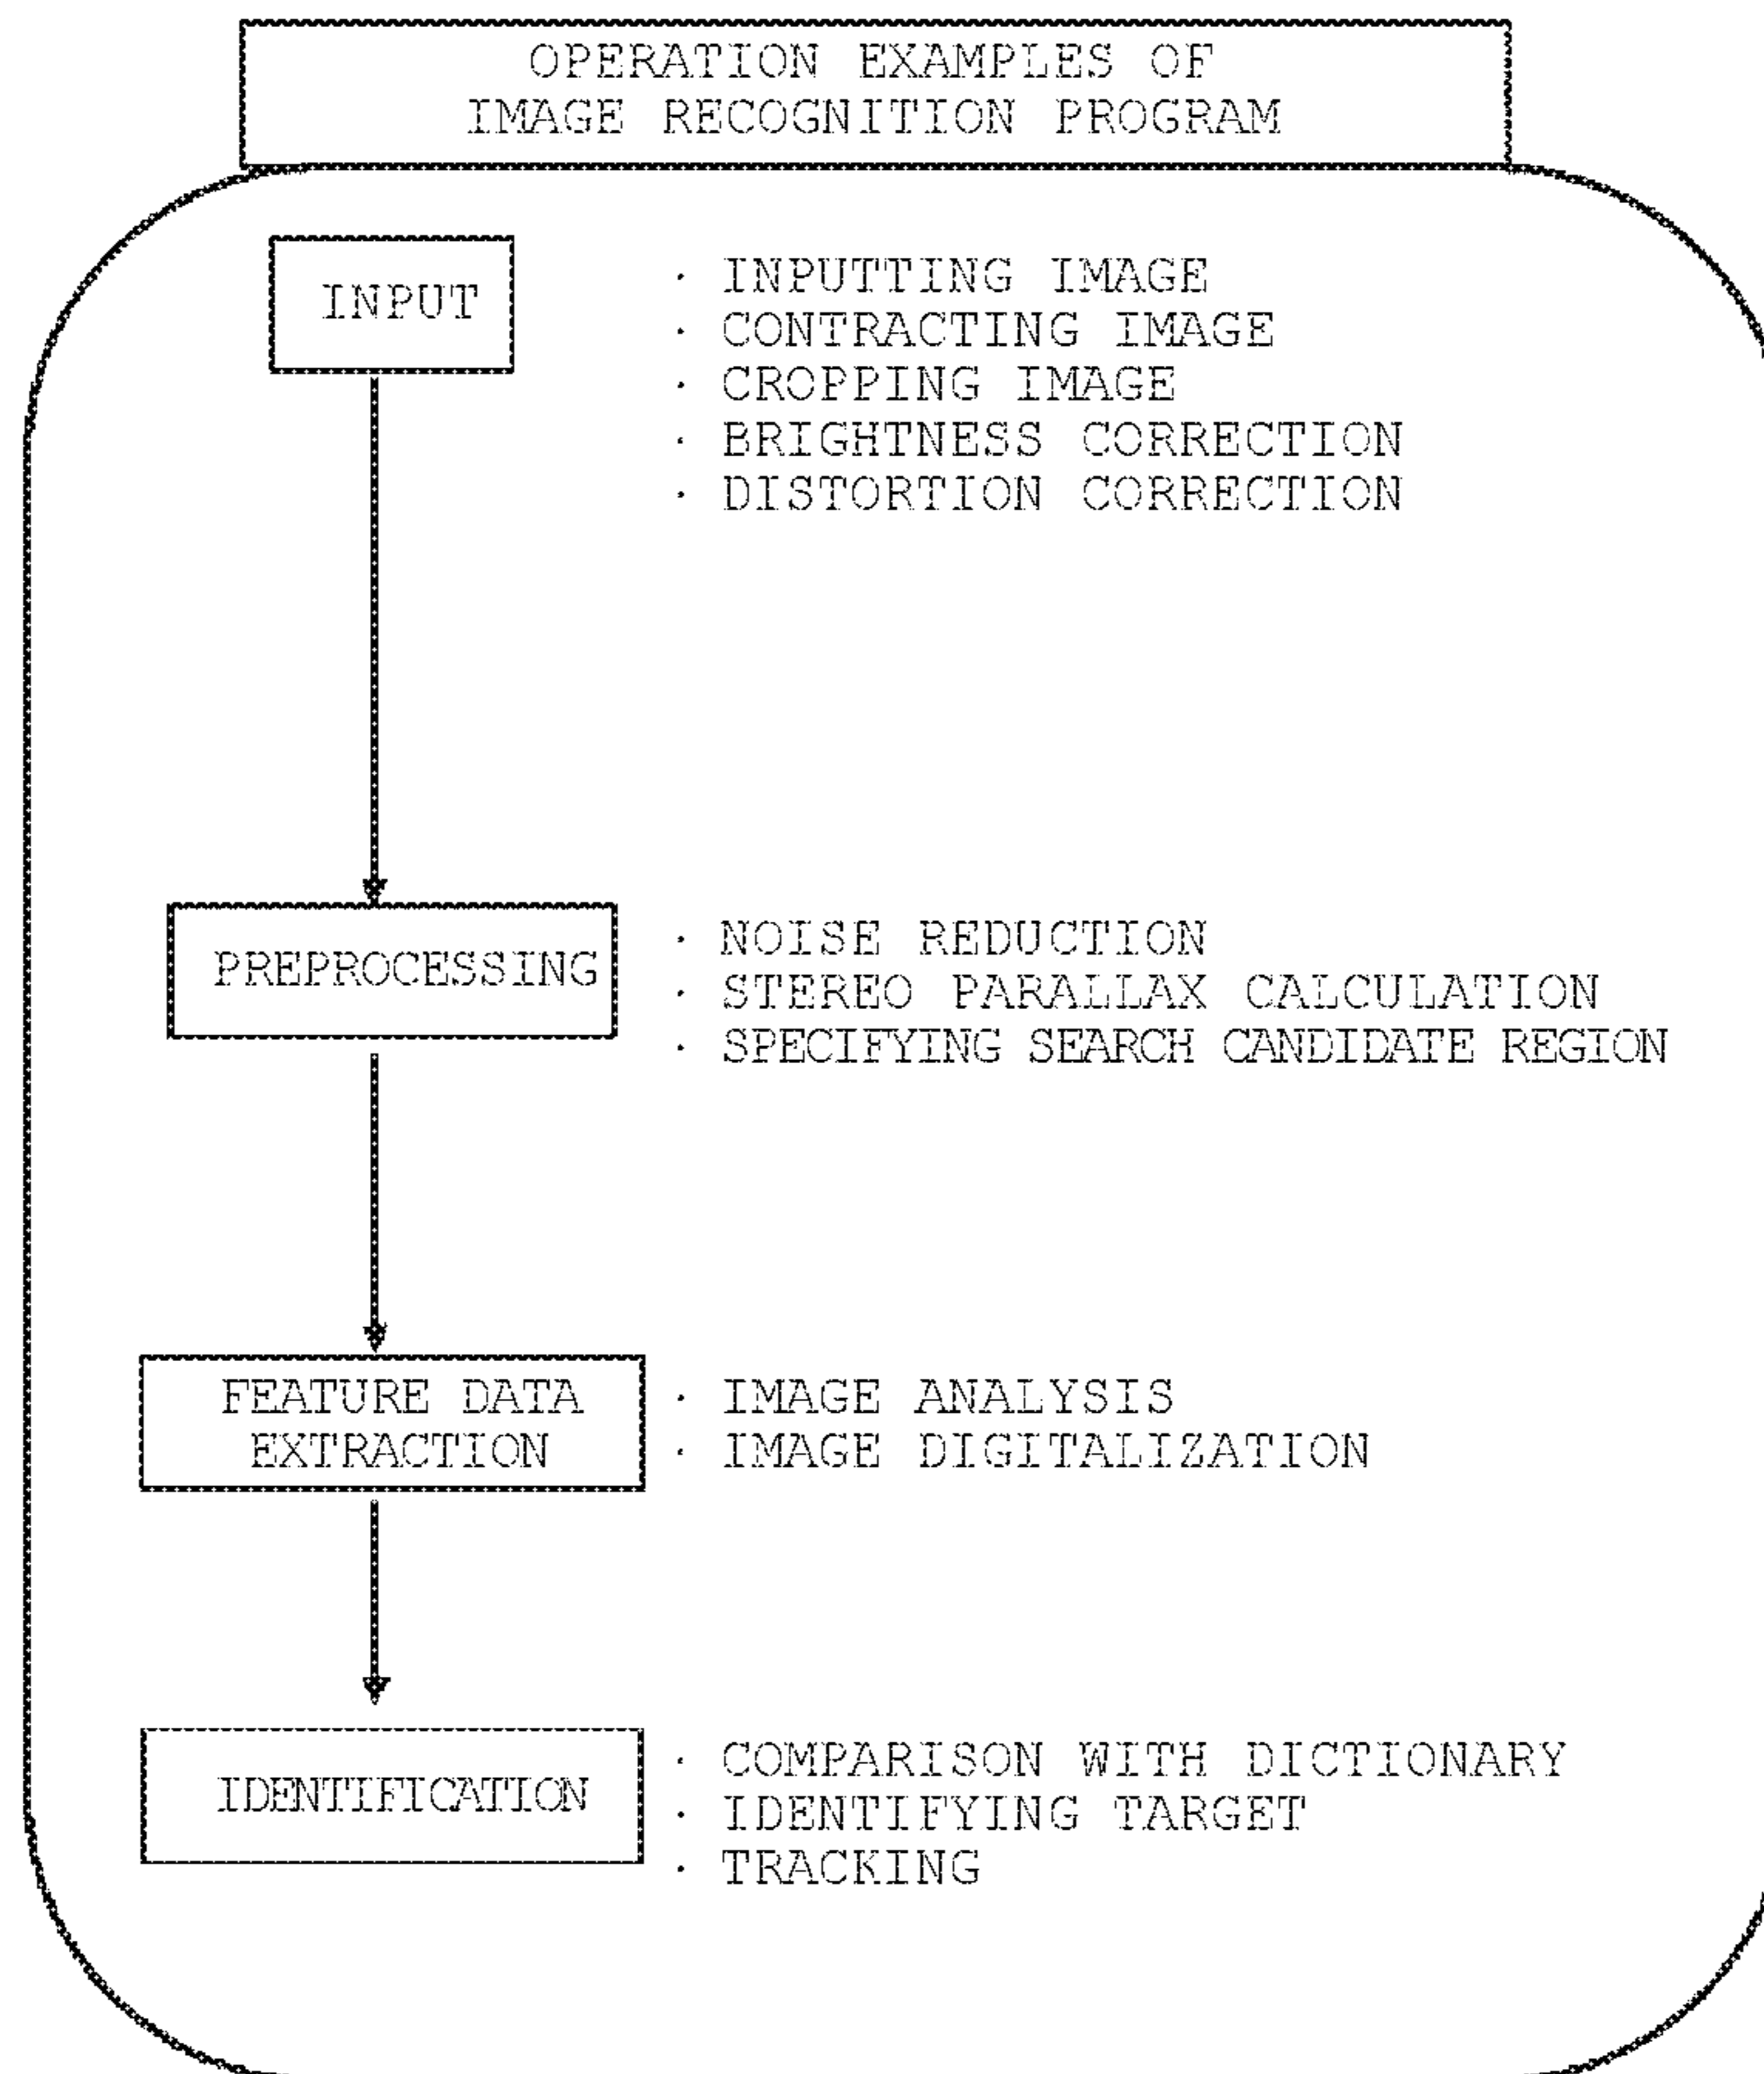 OPERATION EXAMPLES OF
IMAGE RECOGNITION PROGRAM
INPUT
· INPUTTING IMAGE
· CONTRACTING IMAGE
· CROPPING IMAGE
· BRIGHTNESS CORRECTION
· DISTORTION CORRECTION
PREPROCESSING
· NOISE REDUCTION
· STEREO PARALLAX CALCULATION
· SPECIFYING SEARCH CANDIDATE REGION
FEATURE DATA
EXTRACTION
· IMAGE ANALYSIS
· IMAGE DIGITALIZATION
IDENTIFICATION
· COMPARISON WITH DICTIONARY
· IDENTIFYING TARGET
· TRACKING